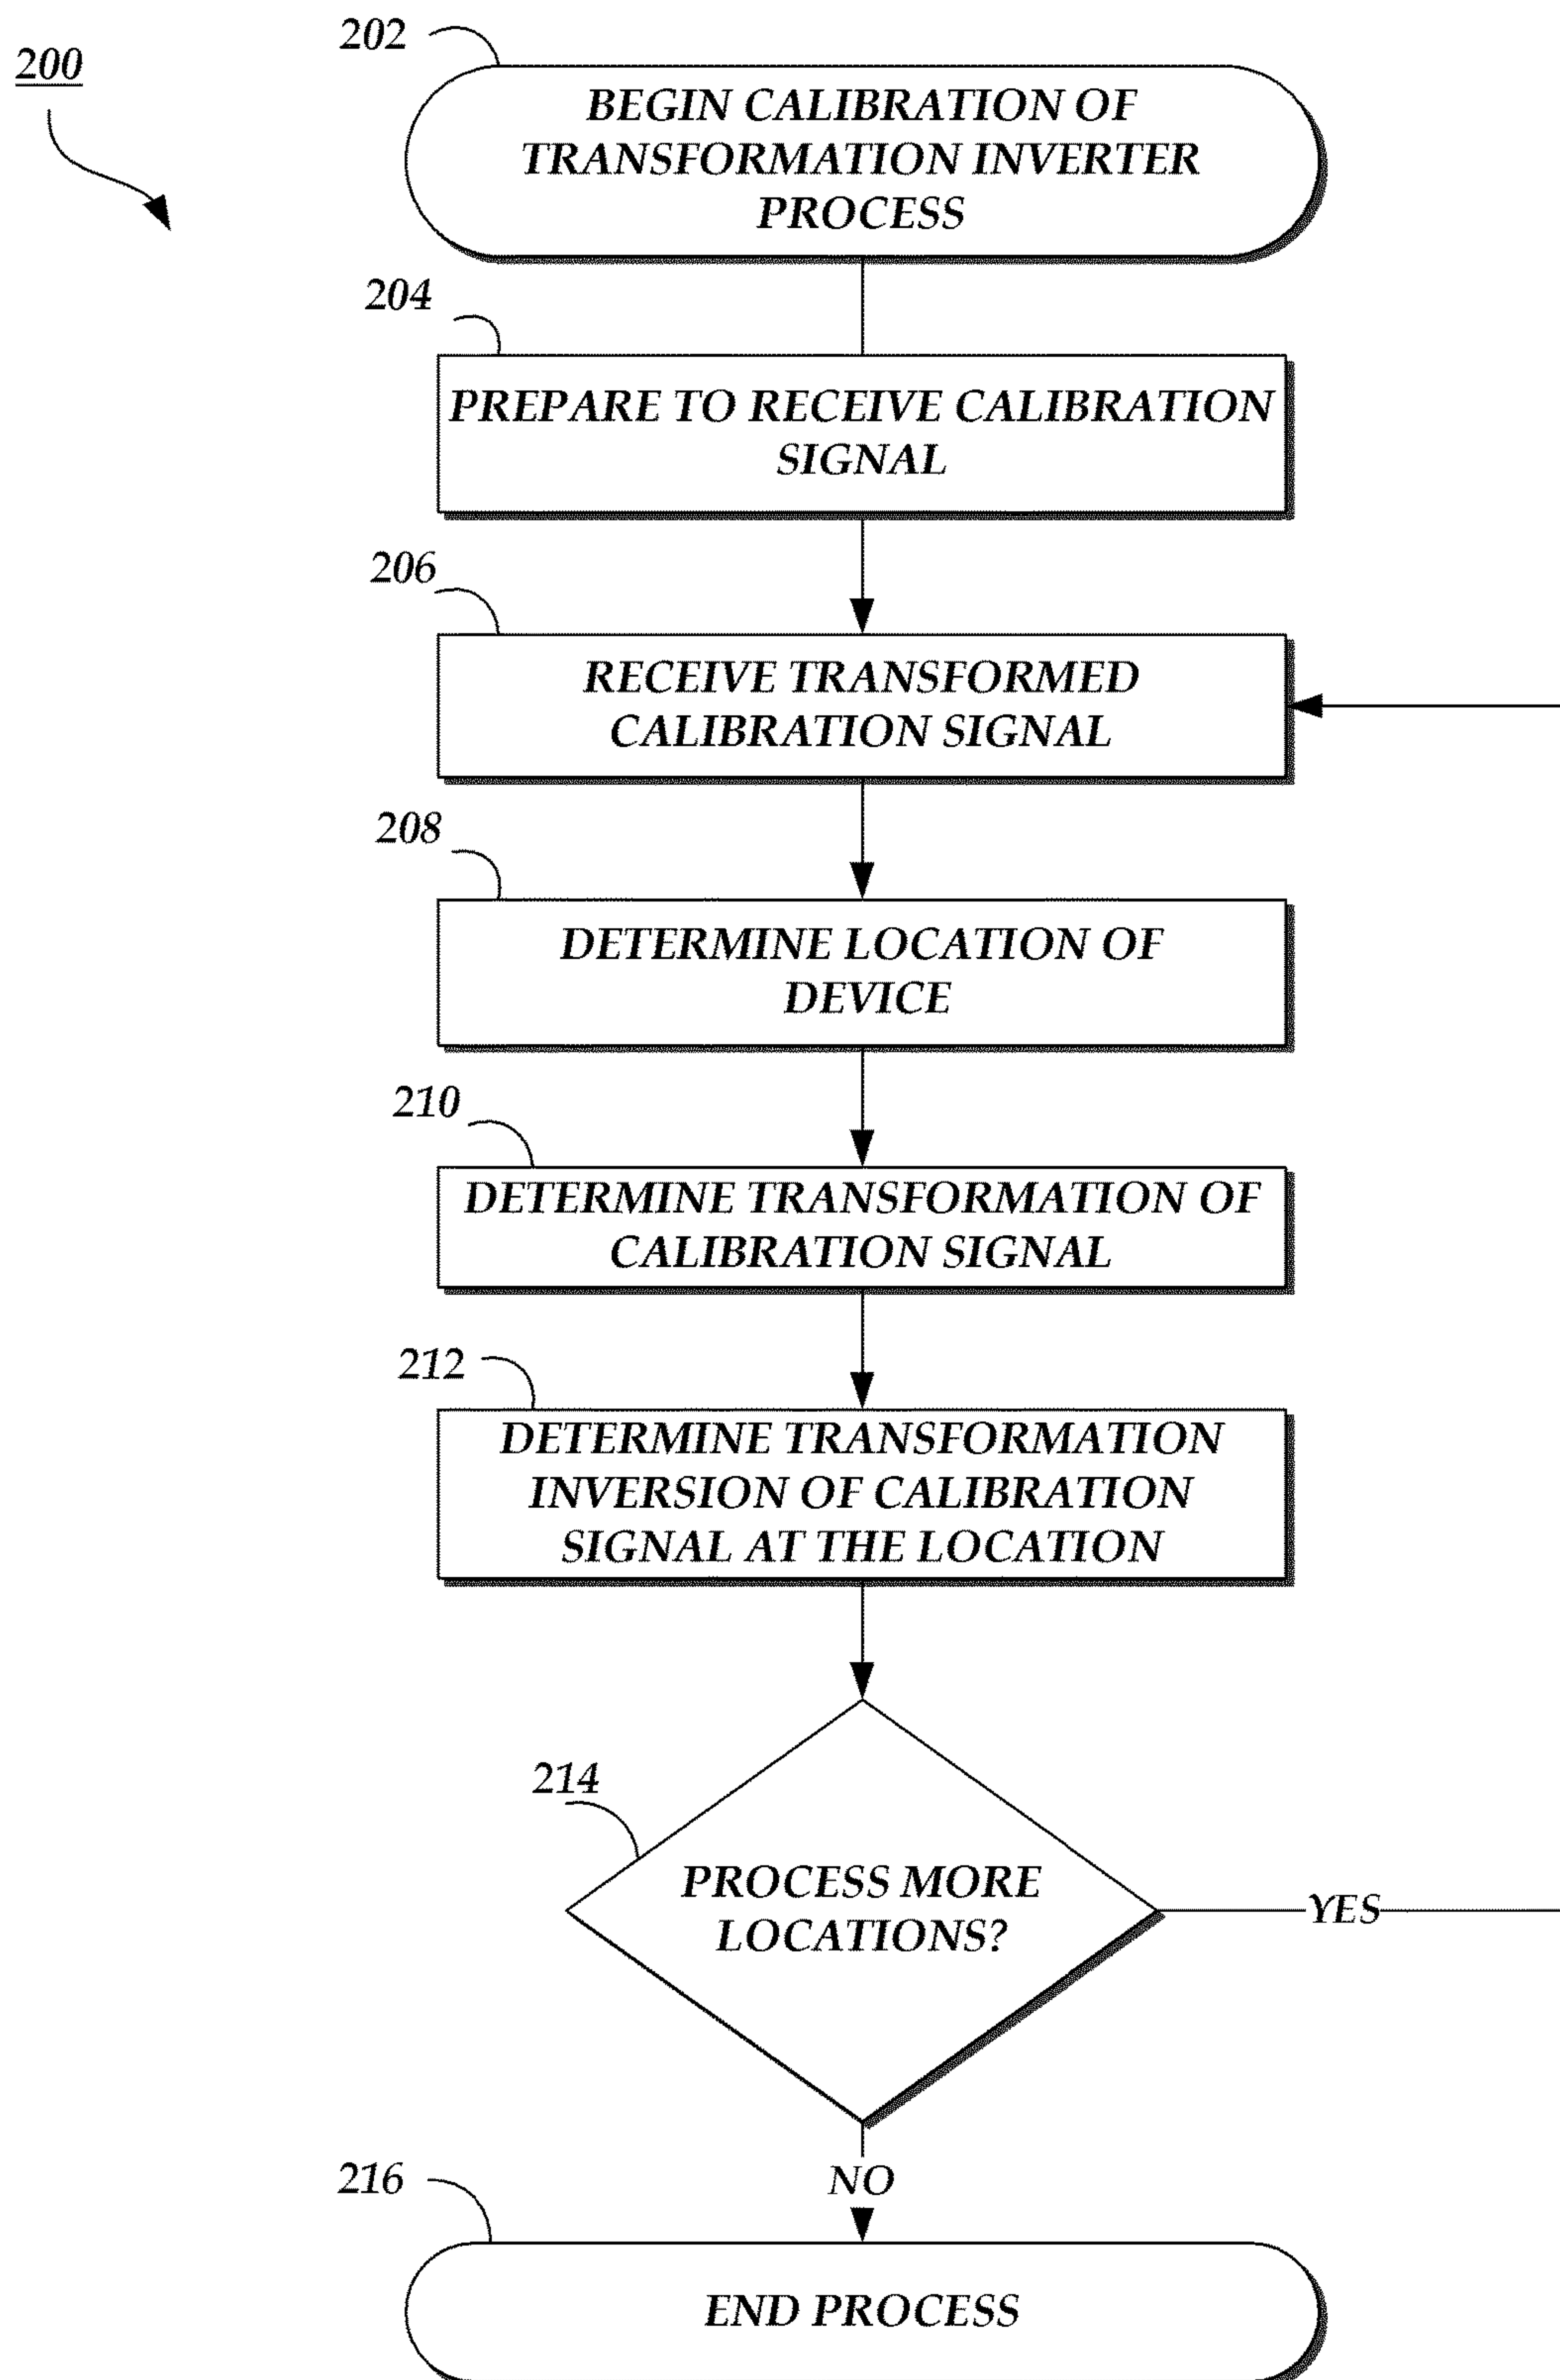 200
202
BEGIN CALIBRATION OF
TRANSFORMATION INVERTER
PROCESS
204
PREPARE TO RECEIVE CALIBRATION
SIGNAL
206
RECEIVE TRANSFORMED
CALIBRATION SIGNAL
208
DETERMINE LOCATION OF
DEVICE
210
DETERMINE TRANSFORMATION OF
CALIBRATION SIGNAL
212
DETERMINE TRANSFORMATION
INVERSION OF CALIBRATION
SIGNAL AT THE LOCATION
214
PROCESS MORE
LOCATIONS?
YES
NO
216
END PROCESS